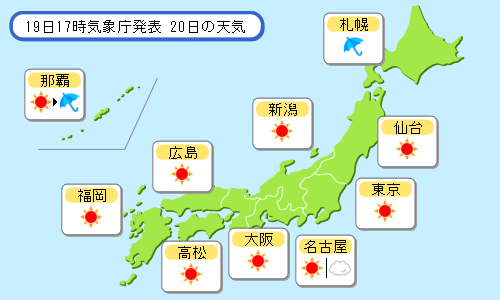 19日17時気象庁発表 20日の天気
札幌
那覇
新潟
仙台
広島
東京
福岡
大阪
名古屋
高松